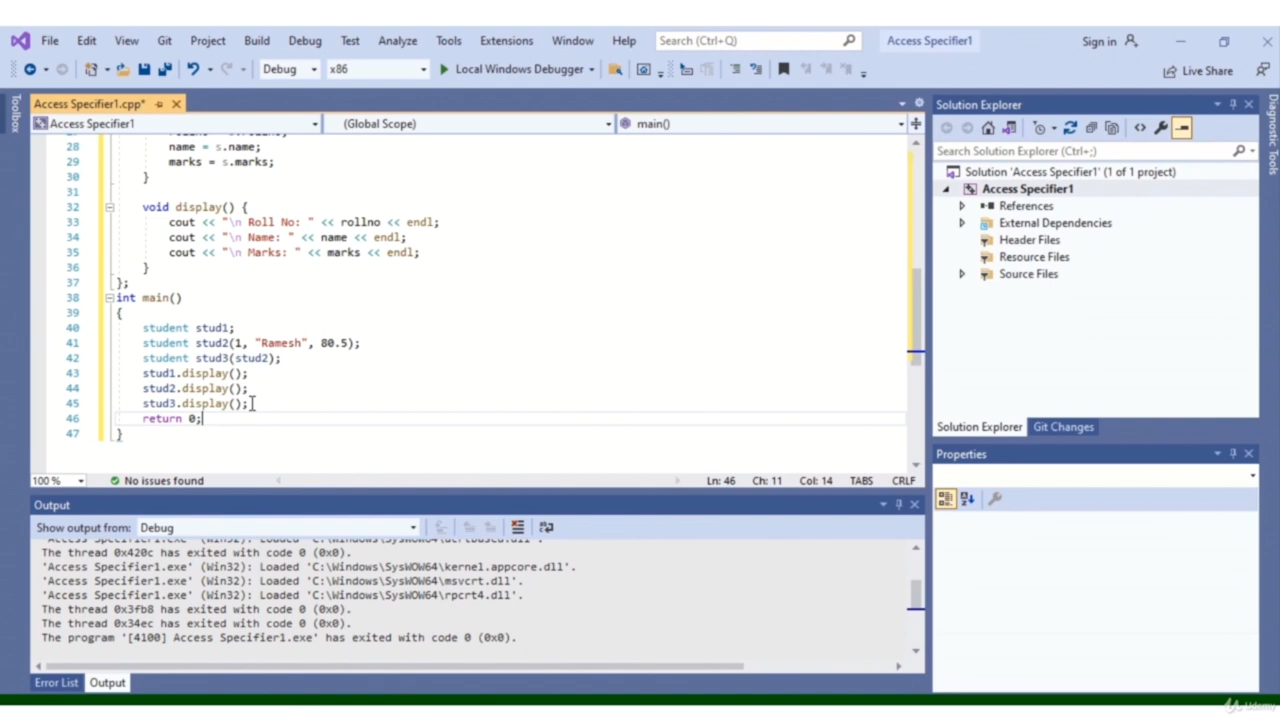 File Edit View Git Project Build Debug Test Analyze Tools Extensions Window Help Search (Ctrl+Q) Access Specifier1 Sign in
Debug x86 Local Windows Debugger Live Share
Toolbox
Access Specifier1.cpp*
Access Specifier1 (Global Scope) main()
28 name = s.name;
29 marks = s.marks;
30 }
31
32 void display() {
33 cout << "\n Roll No: " << rollno << endl;
34 cout << "\n Name: " << name << endl;
35 cout << "\n Marks: " << marks << endl;
36 }
37 };
38 int main()
39 {
40 student stud1;
41 student stud2(1, "Ramesh", 80.5);
42 student stud3(stud2);
43 stud1.display();
44 stud2.display();
45 stud3.display();
46 return 0;
47 }
100 % No issues found Ln: 46 Ch: 11 Col: 14 TABS CRLF
Output
Show output from: Debug
The thread 0x420c has exited with code 0 (0x0).
'Access Specifier1.exe' (Win32): Loaded 'C:\Windows\SysWOW64\kernel.appcore.dll'.
'Access Specifier1.exe' (Win32): Loaded 'C:\Windows\SysWOW64\msvcrt.dll'.
'Access Specifier1.exe' (Win32): Loaded 'C:\Windows\SysWOW64\rpcrt4.dll'.
The thread 0x3fb8 has exited with code 0 (0x0).
The thread 0x34ec has exited with code 0 (0x0).
The program '[4100] Access Specifier1.exe' has exited with code 0 (0x0).
Error List Output
Solution Explorer
Search Solution Explorer (Ctrl+;)
Solution 'Access Specifier1' (1 of 1 project)
Access Specifier1
References
External Dependencies
Header Files
Resource Files
Source Files
Solution Explorer Git Changes
Properties
Diagnostic Tools
Udemy